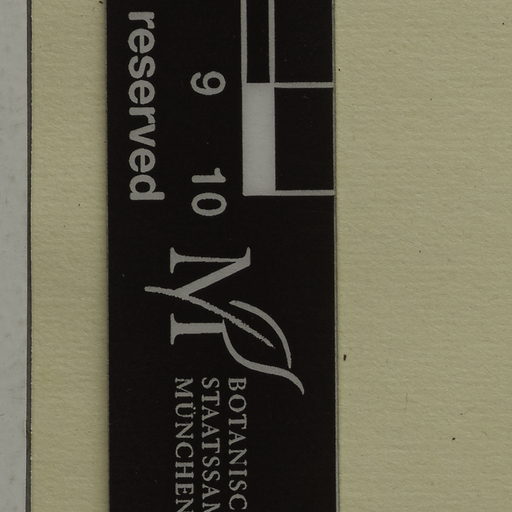 reserved
9 10
M
BOTANISC
STAATSSAM
MÜNCHEN